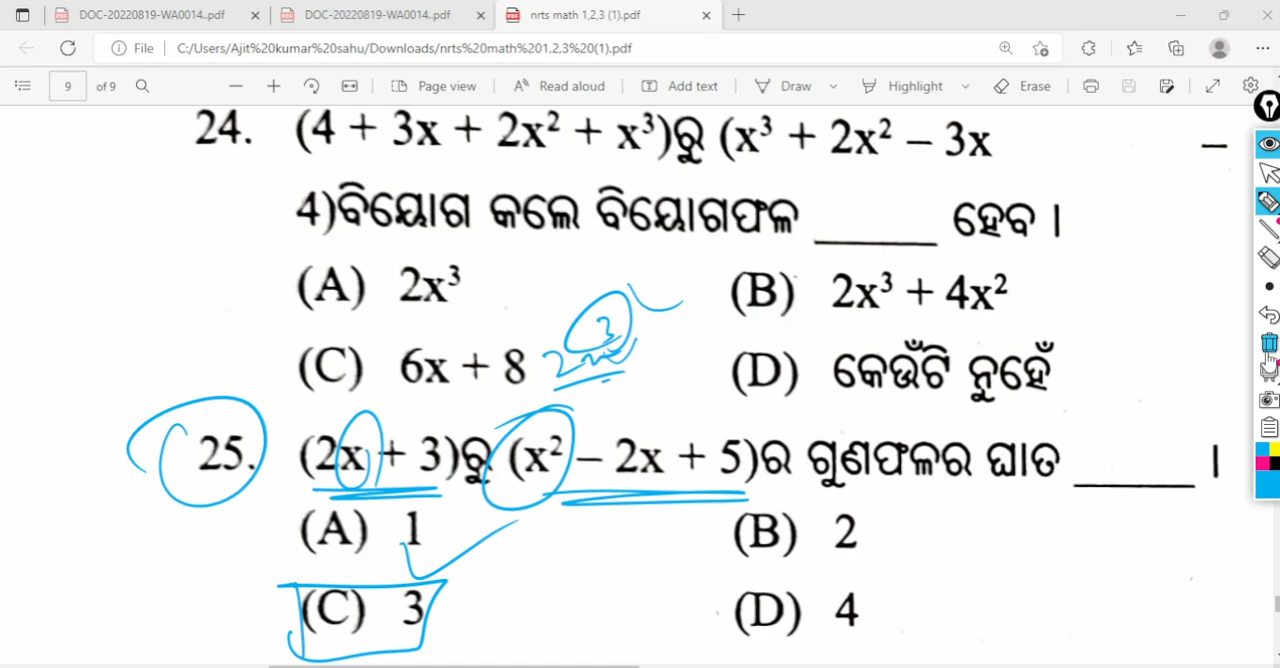 DOC-20220819-WA0014..pdf
DOC-20220819-WA0014..pdf
nrts math 1,2,3 (1).pdf
File C:/Users/Ajit%20kumar%20sahu/Downloads/nrts%20math%201,2,3%20(1).pdf
9 of 9 Page view Read aloud Add text Draw Highlight Erase
24. (4 + 3x + 2x² + x³)ରୁ (x³ + 2x² – 3x –
4)ବିୟୋଗ କଲେ ବିୟୋଗଫଳ ______ ହେବ ।
(A) 2x³ (B) 2x³ + 4x²
(C) 6x + 8 (D) କେଉଁଟି ନୁହେଁ
25. (2x + 3)ରୁ (x² – 2x + 5)ର ଗୁଣଫଳର ଘାତ ______ ।
(A) 1 (B) 2
(C) 3 (D) 4